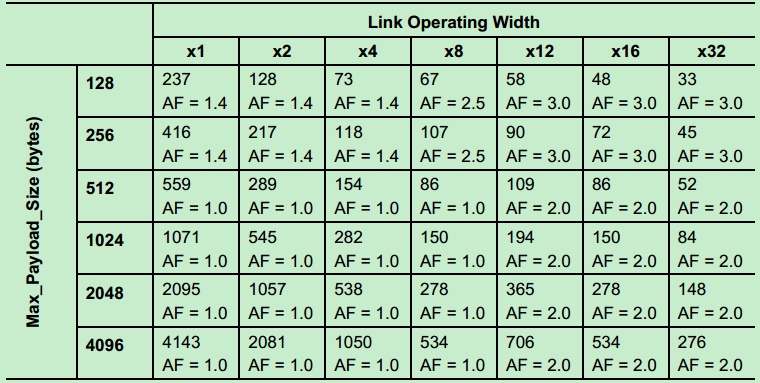 Link Operating Width
x1 x2 x4 x8 x12 x16 x32
Max_Payload_Size (bytes)
128 237 128 73 67 58 48 33
AF = 1.4 AF = 1.4 AF = 1.4 AF = 2.5 AF = 3.0 AF = 3.0 AF = 3.0
256 416 217 118 107 90 72 45
AF = 1.4 AF = 1.4 AF = 1.4 AF = 2.5 AF = 3.0 AF = 3.0 AF = 3.0
512 559 289 154 86 109 86 52
AF = 1.0 AF = 1.0 AF = 1.0 AF = 1.0 AF = 2.0 AF = 2.0 AF = 2.0
1024 1071 545 282 150 194 150 84
AF = 1.0 AF = 1.0 AF = 1.0 AF = 1.0 AF = 2.0 AF = 2.0 AF = 2.0
2048 2095 1057 538 278 365 278 148
AF = 1.0 AF = 1.0 AF = 1.0 AF = 1.0 AF = 2.0 AF = 2.0 AF = 2.0
4096 4143 2081 1050 534 706 534 276
AF = 1.0 AF = 1.0 AF = 1.0 AF = 1.0 AF = 2.0 AF = 2.0 AF = 2.0